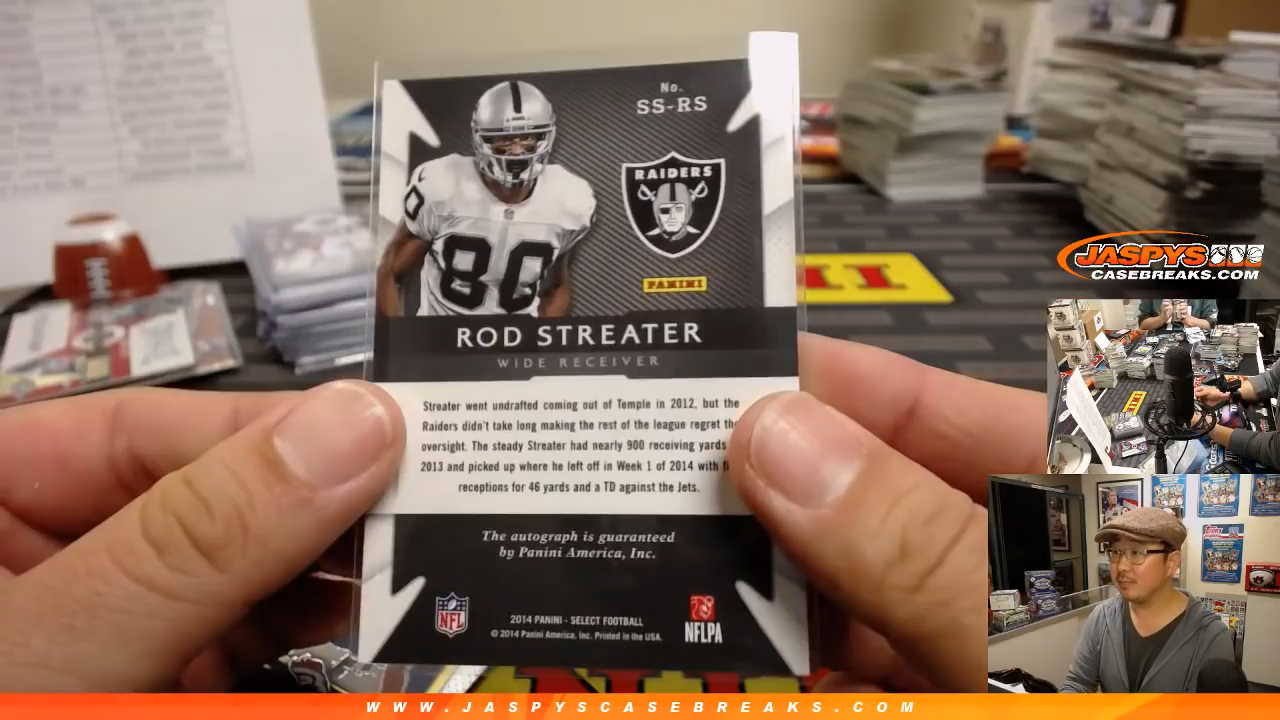 No.
SS-RS
RAIDERS
PANINI
80
80
ROD STREATER
WIDE RECEIVER
Streater went undrafted coming out of Temple in 2012, but the
Raiders didn't take long making the rest of the league regret the
oversight. The steady Streater had nearly 900 receiving yards
2013 and picked up where he left off in Week 1 of 2014 with
receptions for 46 yards and a TD against the Jets.
The autograph is guaranteed
by Panini America, Inc.
NFL
2014 PANINI - SELECT FOOTBALL
© 2014 Panini America, Inc. Printed in the USA.
NFLPA
JASPYS
CASEBREAKS.COM
WWW.JASPYSCASEBREAKS.COM